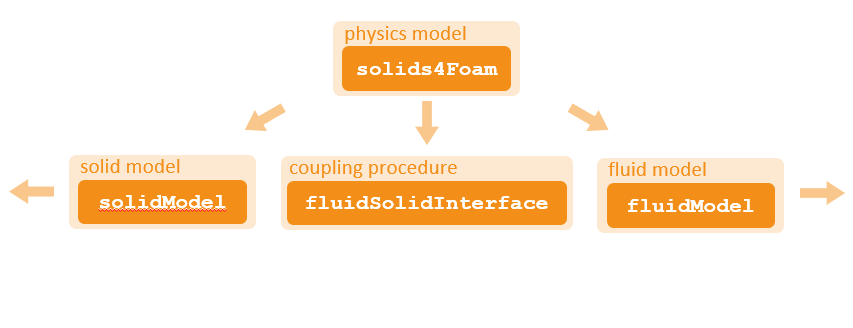 physics model
solids4Foam
solid model
solidModel
coupling procedure
fluidSolidInterface
fluid model
fluidModel